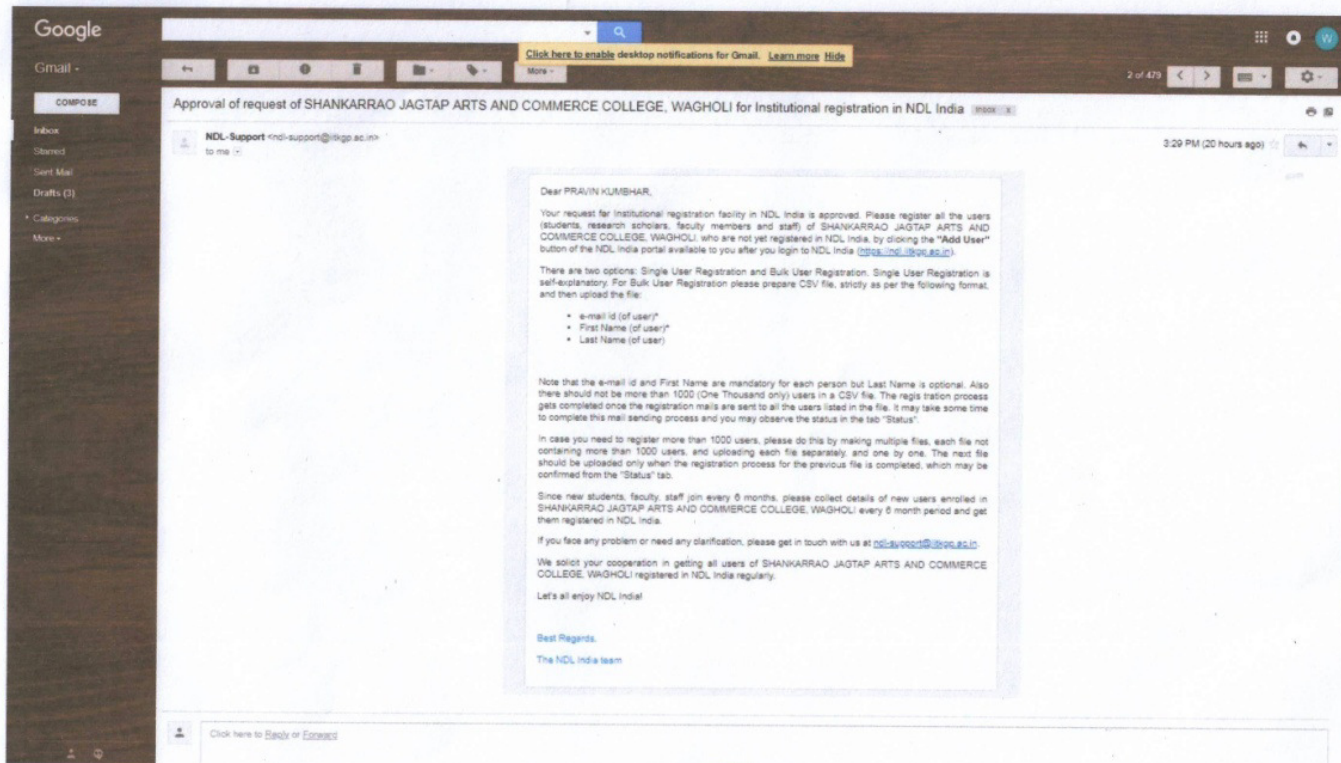 Google
Click here to enable desktop notifications for Gmail. Learn more Hide
Gmail
More
2 of 479
COMPOSE
Approval of request of SHANKARRAO JAGTAP ARTS AND COMMERCE COLLEGE, WAGHOLI for Institutional registration in NDL India Inbox x
Inbox
Starred
Sent Mail
Drafts (3)
Categories
More
NDL-Support <ndl-support@iitkgp.ac.in>
to me
3:29 PM (20 hours ago)
W
Dear PRAVIN KUMBHAR,
Your request for Institutional registration facility in NDL India is approved. Please register all the users
(students, research scholars, faculty members and staff) of SHANKARRAO JAGTAP ARTS AND
COMMERCE COLLEGE, WAGHOLI, who are not yet registered in NDL India, by clicking the "Add User"
button of the NDL India portal available to you after you login to NDL India (https://ndl.iitkgp.ac.in).
There are two options: Single User Registration and Bulk User Registration. Single User Registration is
self-explanatory. For Bulk User Registration please prepare CSV file, strictly as per the following format,
and then upload the file:
• e-mail id (of user)*
• First Name (of user)*
• Last Name (of user)
Note that the e-mail id and First Name are mandatory for each person but Last Name is optional. Also
there should not be more than 1000 (One Thousand only) users in a CSV file. The regis tration process
gets completed once the registration mails are sent to all the users listed in the file. It may take some time
to complete this mail sending process and you may observe the status in the tab "Status".
In case you need to register more than 1000 users, please do this by making multiple files, each file not
containing more than 1000 users, and uploading each file separately, and one by one. The next file
should be uploaded only when the registration process for the previous file is completed, which may be
confirmed from the "Status" tab.
Since new students, faculty, staff join every 6 months, please collect details of new users enrolled in
SHANKARRAO JAGTAP ARTS AND COMMERCE COLLEGE, WAGHOLI every 6 month period and get
them registered in NDL India.
If you face any problem or need any clarification, please get in touch with us at ndl-support@iitkgp.ac.in.
We solicit your cooperation in getting all users of SHANKARRAO JAGTAP ARTS AND COMMERCE
COLLEGE, WAGHOLI registered in NDL India regularly.
Let's all enjoy NDL India!
Best Regards,
The NDL India team
Click here to Reply or Forward